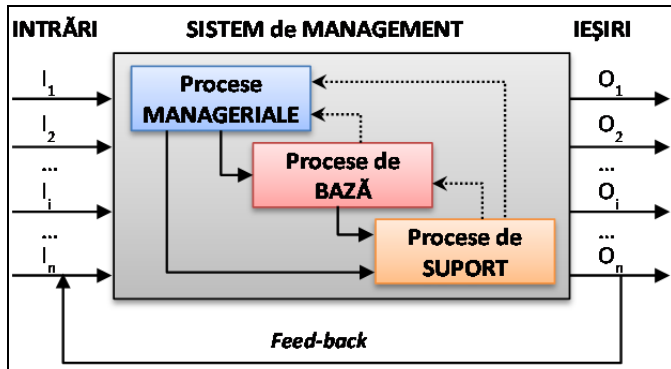 INTRĂRI SISTEM de MANAGEMENT IEȘIRI
I1 O1
Procese
MANAGERIALE
I2 O2
... ...
Procese de
BAZĂ
Ii Oi
... ...
Procese de
SUPORT
In On
Feed-back